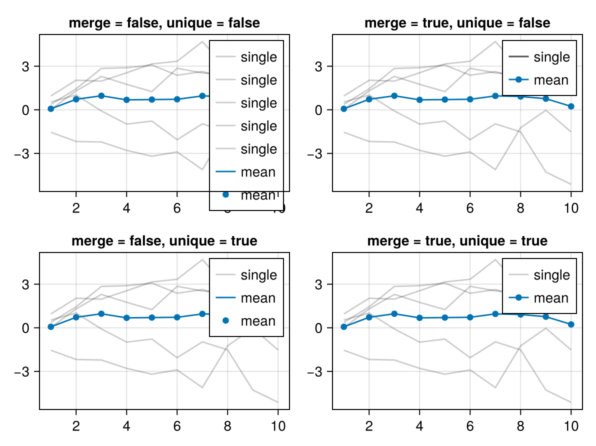 merge = false, unique = false
single
single
single
single
single
mean
mean
3
0
−3
2 4 6 8 10
merge = true, unique = false
single
mean
3
0
−3
2 4 6 8 10
merge = false, unique = true
single
mean
mean
3
0
−3
2 4 6 8 10
merge = true, unique = true
single
mean
3
0
−3
2 4 6 8 10